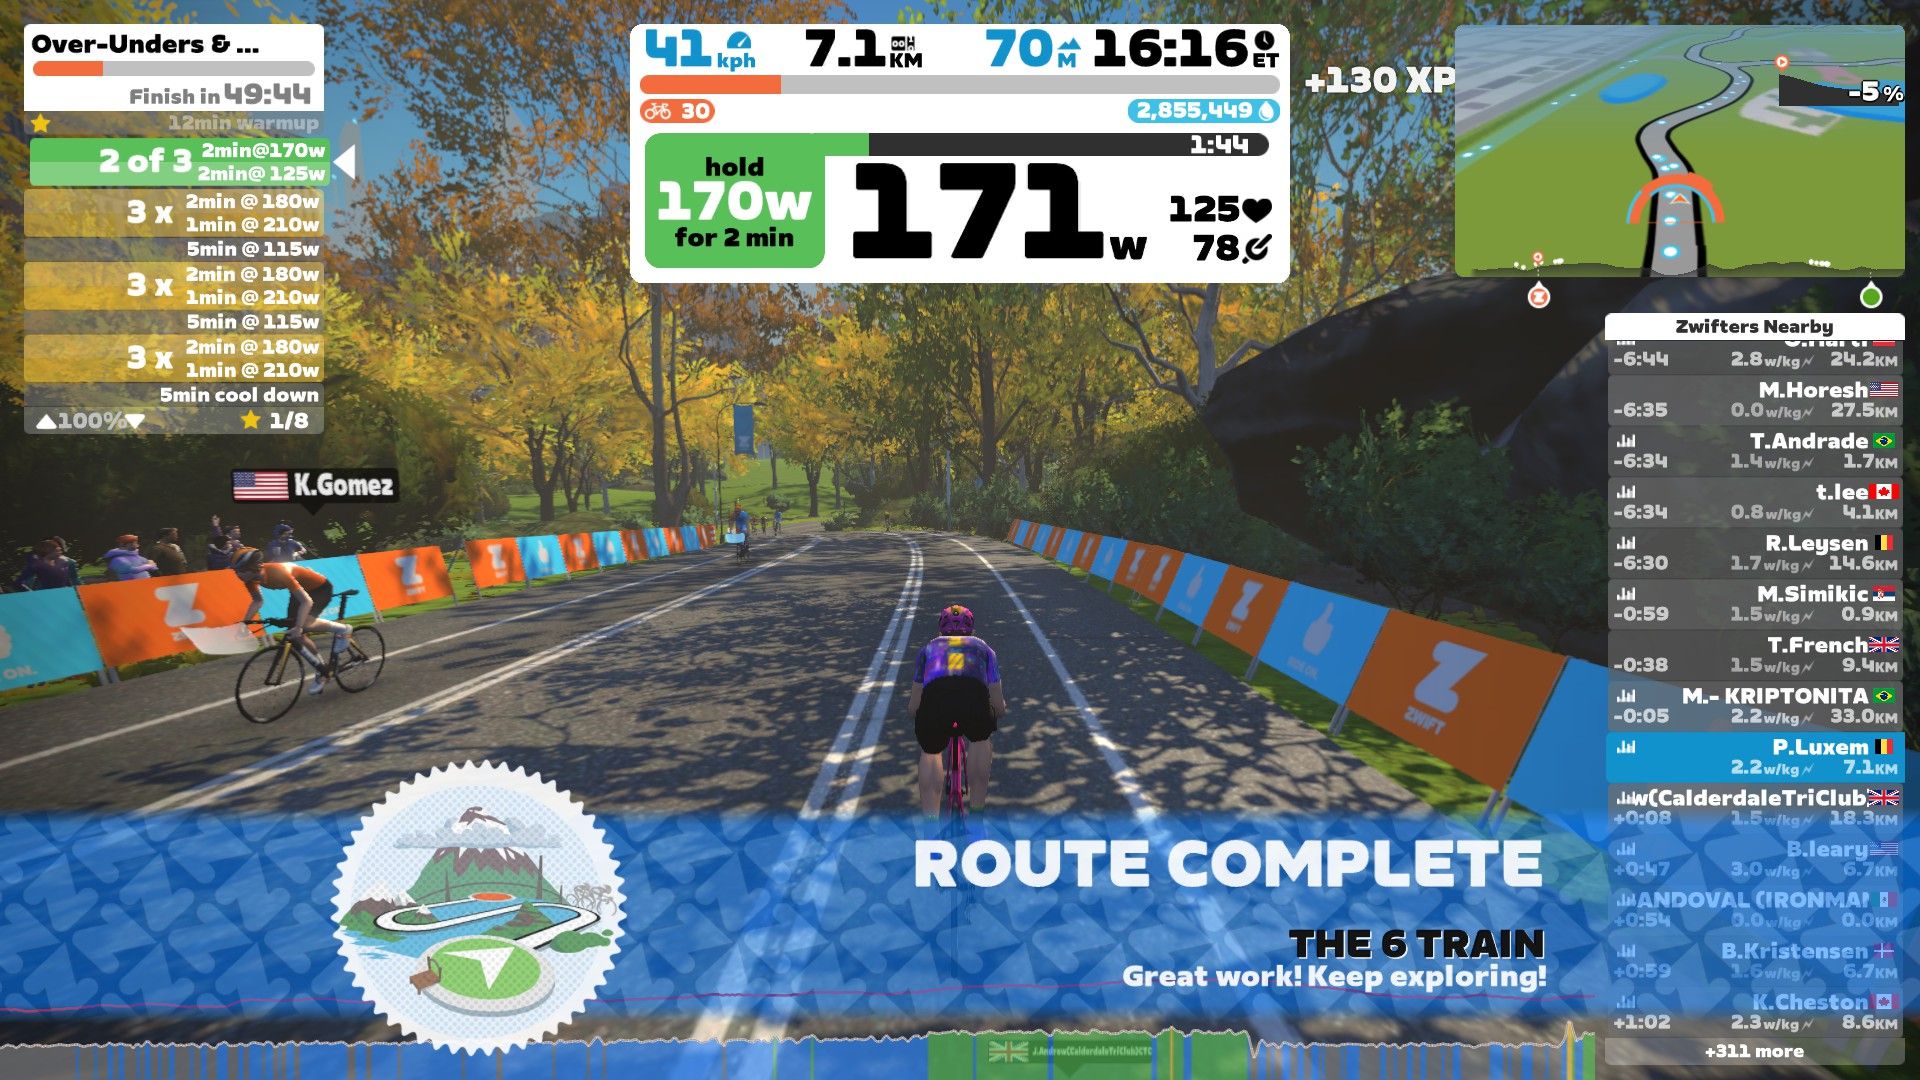 Over-Unders & ...
Finish in 49:44
12min warmup
2 of 3
2min@170w
2min@ 125w
3 x
2min @ 180w
1min @ 210w
5min @ 115w
3 x
2min @ 180w
1min @ 210w
5min @ 115w
3 x
2min @ 180w
1min @ 210w
5min cool down
100%
1/8
41 kph
7.1 KM
70 M
16:16 ET
30
2,855,449
hold
170w
for 2 min
1:44
171 w
125
78
+130 XP
-5%
K.Gomez
ZWIFT
RIDE ON.
ZWIFT
Zwifters Nearby
-6:44 2.8w/kg 24.2KM
M.Horesh
-6:35 0.0w/kg 27.5KM
T.Andrade
-6:34 1.4w/kg 1.7KM
t.lee
-6:34 0.8w/kg 4.1KM
R.Leysen
-6:30 1.7w/kg 14.6KM
M.Simikic
-0:59 1.5w/kg 0.9KM
T.French
-0:38 1.5w/kg 9.4KM
M.- KRIPTONITA
-0:05 2.2w/kg 33.0KM
P.Luxem
2.2w/kg 7.1KM
w(CalderdaleTriClub)
+0:08 1.5w/kg 18.3KM
B.leary
+0:47 3.0w/kg 6.7KM
ANDOVAL (IRONMAN
+0:54 0.0w/kg 0.0KM
B.Kristensen
+0:59 1.6w/kg 6.7KM
K.Cheston
+1:02 2.3w/kg 8.6KM
+311 more
ROUTE COMPLETE
THE 6 TRAIN
Great work! Keep exploring!
J.Andrew(CalderdaleTriClub)CTC